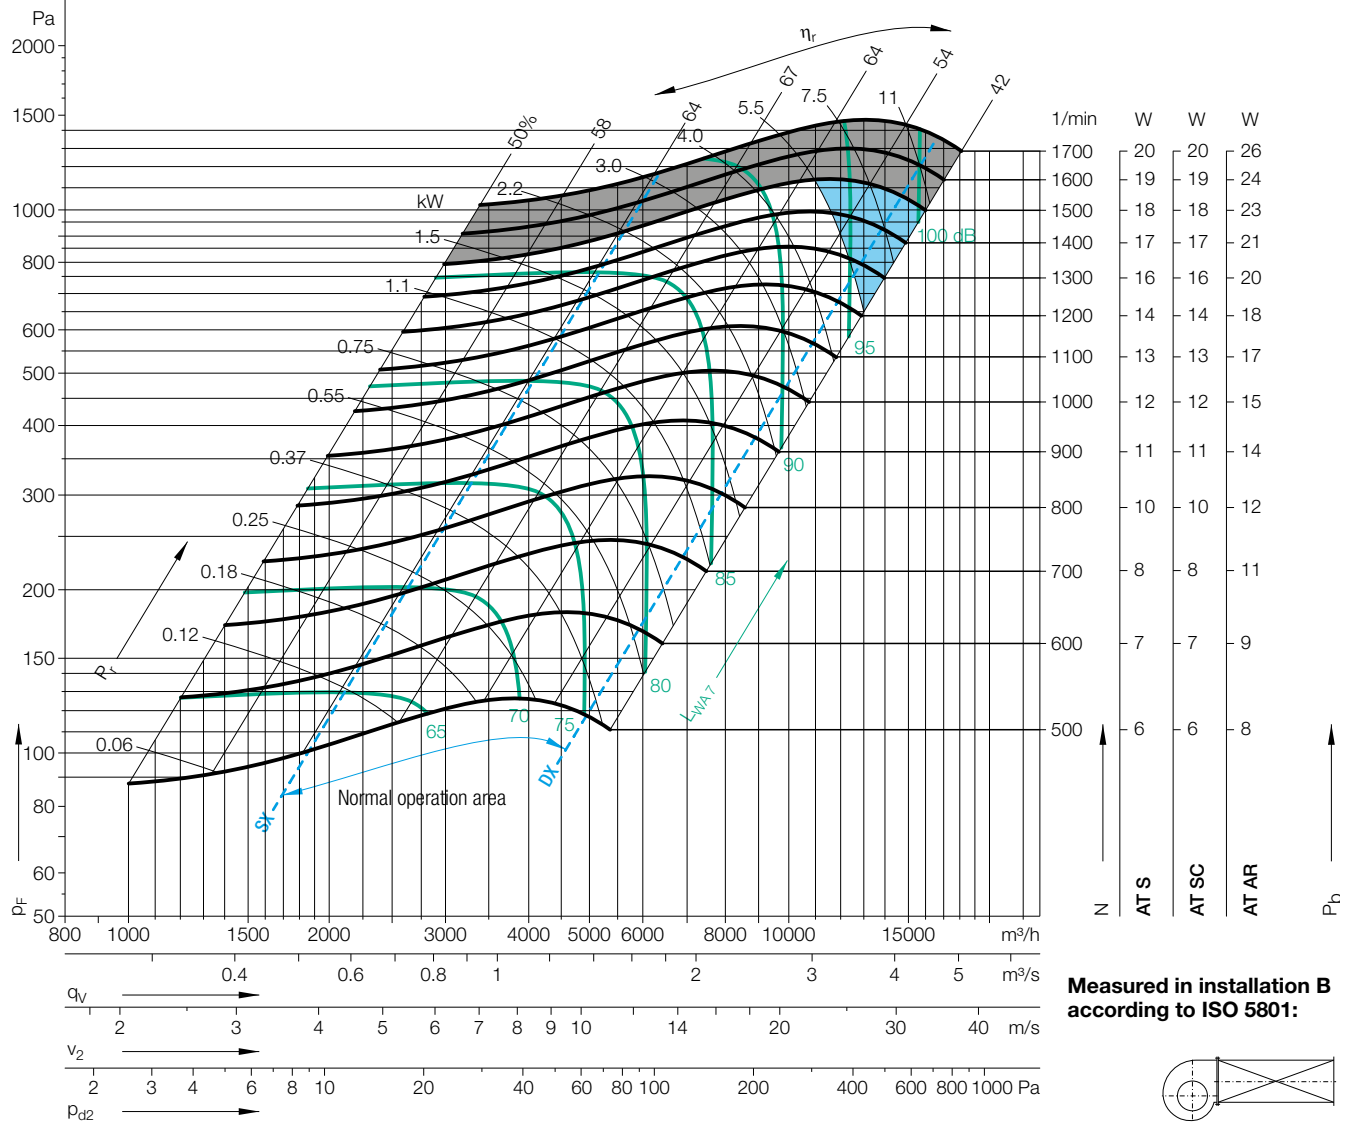 Pa
2000
1500
1000
800
600
500
400
300
200
150
100
80
60
50
pF
ηr
50%
58
64
67
64
54
42
kW
0.06
0.12
0.18
0.25
0.37
0.55
0.75
1.1
1.5
2.2
3.0
4.0
5.5
7.5
11
Pr
65
70
75
80
85
90
95
100 dB
LWA7
SX
DX
Normal operation area
1/min W W W
1700 20 20 26
1600 19 19 24
1500 18 18 23
1400 17 17 21
1300 16 16 20
1200 14 14 18
1100 13 13 17
1000 12 12 15
900 11 11 14
800 10 10 12
700 8 8 11
600 7 7 9
500 6 6 8
N AT S AT SC AT AR Pb
800 1000 1500 2000 3000 4000 5000 6000 8000 10000 15000 m³/h
0.4 0.6 0.8 1 2 3 4 5 m³/s
qV
2 3 4 5 6 7 8 9 10 14 20 30 40 m/s
v2
2 3 4 6 8 10 20 40 60 80 100 200 400 600 800 1000 Pa
pd2
Measured in installation B
according to ISO 5801: